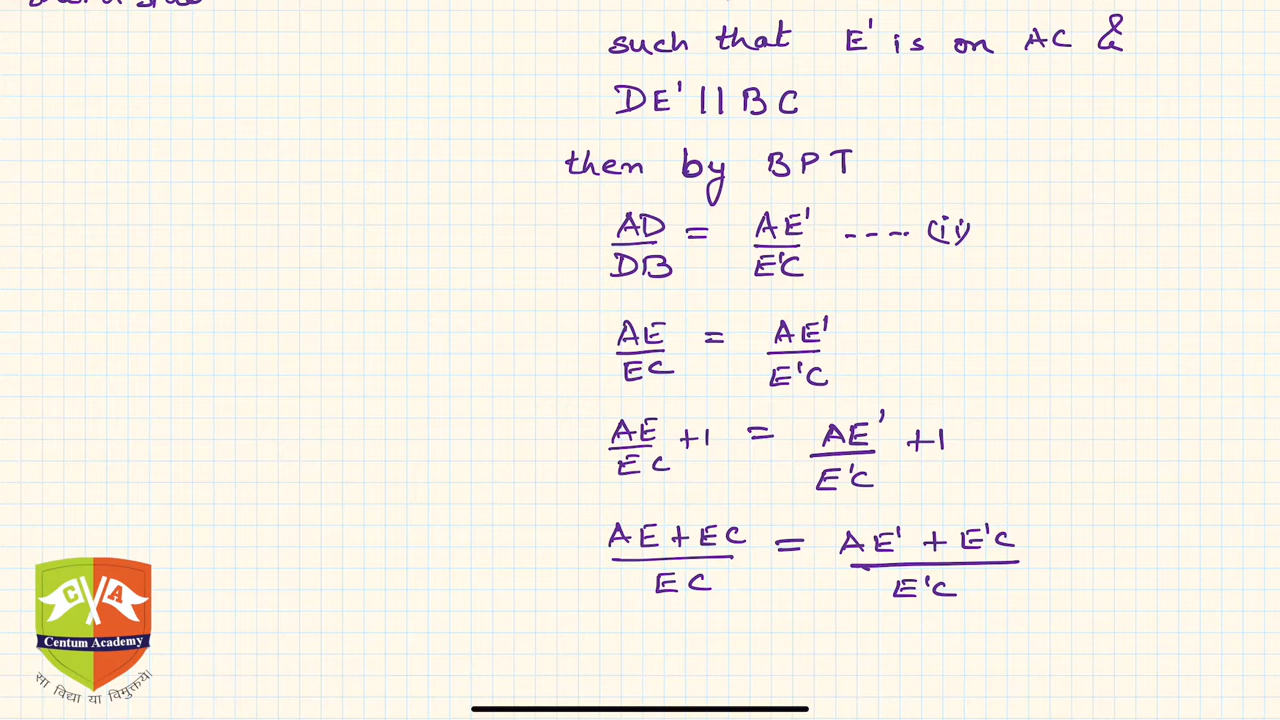 such that E' is on AC &
DE' || BC
then by BPT
AD/DB = AE'/E'C ---- (ii)
AE/EC = AE'/E'C
AE/EC +1 = AE'/E'C +1
AE+EC/EC = AE' + E'C/E'C
C A
Centum Academy
सा विद्या या विमुक्तये।